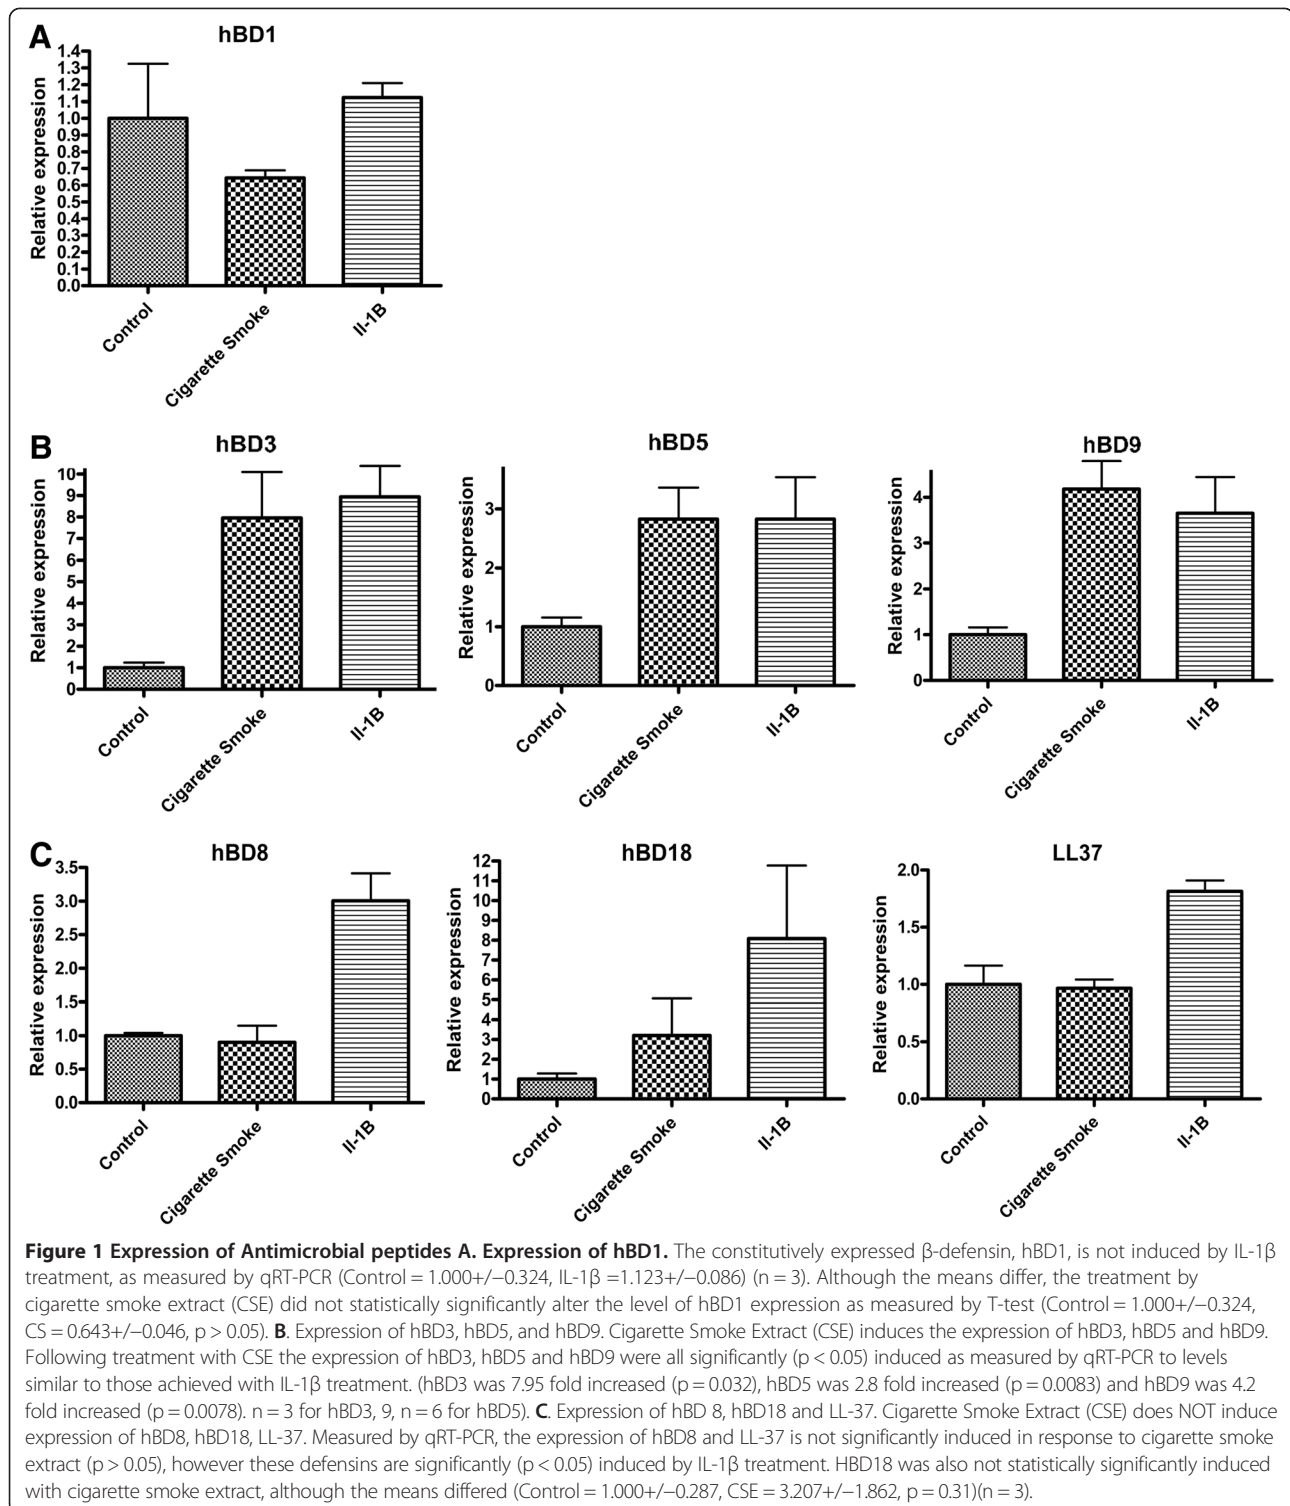 A
hBD1
Relative expression
1.4
1.3
1.2
1.1
1.0
0.9
0.8
0.7
0.6
0.5
0.4
0.3
0.2
0.1
0.0
Control
Cigarette Smoke
Il-1B
B
hBD3
Relative expression
10
9
8
7
6
5
4
3
2
1
0
Control
Cigarette Smoke
Il-1B
hBD5
Relative expression
3
2
1
0
Control
Cigarette Smoke
Il-1B
hBD9
Relative expression
4
3
2
1
0
Control
Cigarette Smoke
Il-1B
C
hBD8
Relative expression
3.5
3.0
2.5
2.0
1.5
1.0
0.5
0.0
Control
Cigarette Smoke
Il-1B
hBD18
Relative expression
12
11
10
9
8
7
6
5
4
3
2
1
0
Control
Cigarette Smoke
Il-1B
LL37
Relative expression
2.0
1.5
1.0
0.5
0.0
Control
Cigarette Smoke
Il-1B
Figure 1 Expression of Antimicrobial peptides A. Expression of hBD1. The constitutively expressed β-defensin, hBD1, is not induced by IL-1β
treatment, as measured by qRT-PCR (Control = 1.000+/−0.324, IL-1β =1.123+/−0.086) (n = 3). Although the means differ, the treatment by
cigarette smoke extract (CSE) did not statistically significantly alter the level of hBD1 expression as measured by T-test (Control = 1.000+/−0.324,
CS = 0.643+/−0.046, p > 0.05). B. Expression of hBD3, hBD5, and hBD9. Cigarette Smoke Extract (CSE) induces the expression of hBD3, hBD5 and hBD9.
Following treatment with CSE the expression of hBD3, hBD5 and hBD9 were all significantly (p < 0.05) induced as measured by qRT-PCR to levels
similar to those achieved with IL-1β treatment. (hBD3 was 7.95 fold increased (p = 0.032), hBD5 was 2.8 fold increased (p = 0.0083) and hBD9 was 4.2
fold increased (p = 0.0078). n = 3 for hBD3, 9, n = 6 for hBD5). C. Expression of hBD 8, hBD18 and LL-37. Cigarette Smoke Extract (CSE) does NOT induce
expression of hBD8, hBD18, LL-37. Measured by qRT-PCR, the expression of hBD8 and LL-37 is not significantly induced in response to cigarette smoke
extract (p > 0.05), however these defensins are significantly (p < 0.05) induced by IL-1β treatment. HBD18 was also not statistically significantly induced
with cigarette smoke extract, although the means differed (Control = 1.000+/−0.287, CSE = 3.207+/−1.862, p = 0.31)(n = 3).